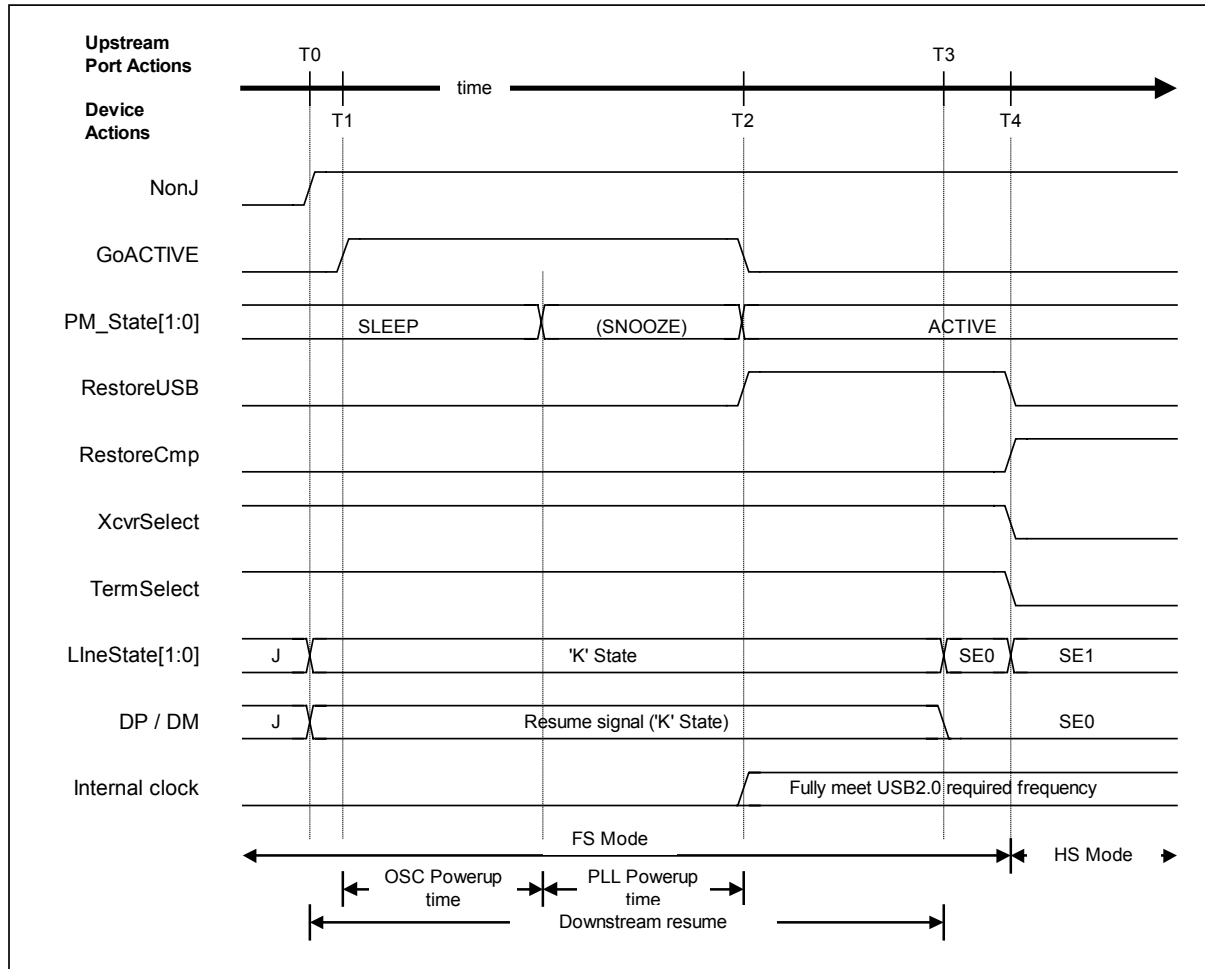 Upstream
Port Actions
T0
T3
time
Device
Actions
T1
T2
T4
NonJ
GoACTIVE
PM_State[1:0]
SLEEP
(SNOOZE)
ACTIVE
RestoreUSB
RestoreCmp
XcvrSelect
TermSelect
LIneState[1:0]
J
'K' State
SE0
SE1
DP / DM
J
Resume signal ('K' State)
SE0
Internal clock
Fully meet USB2.0 required frequency
FS Mode
HS Mode
OSC Powerup
time
PLL Powerup
time
Downstream resume